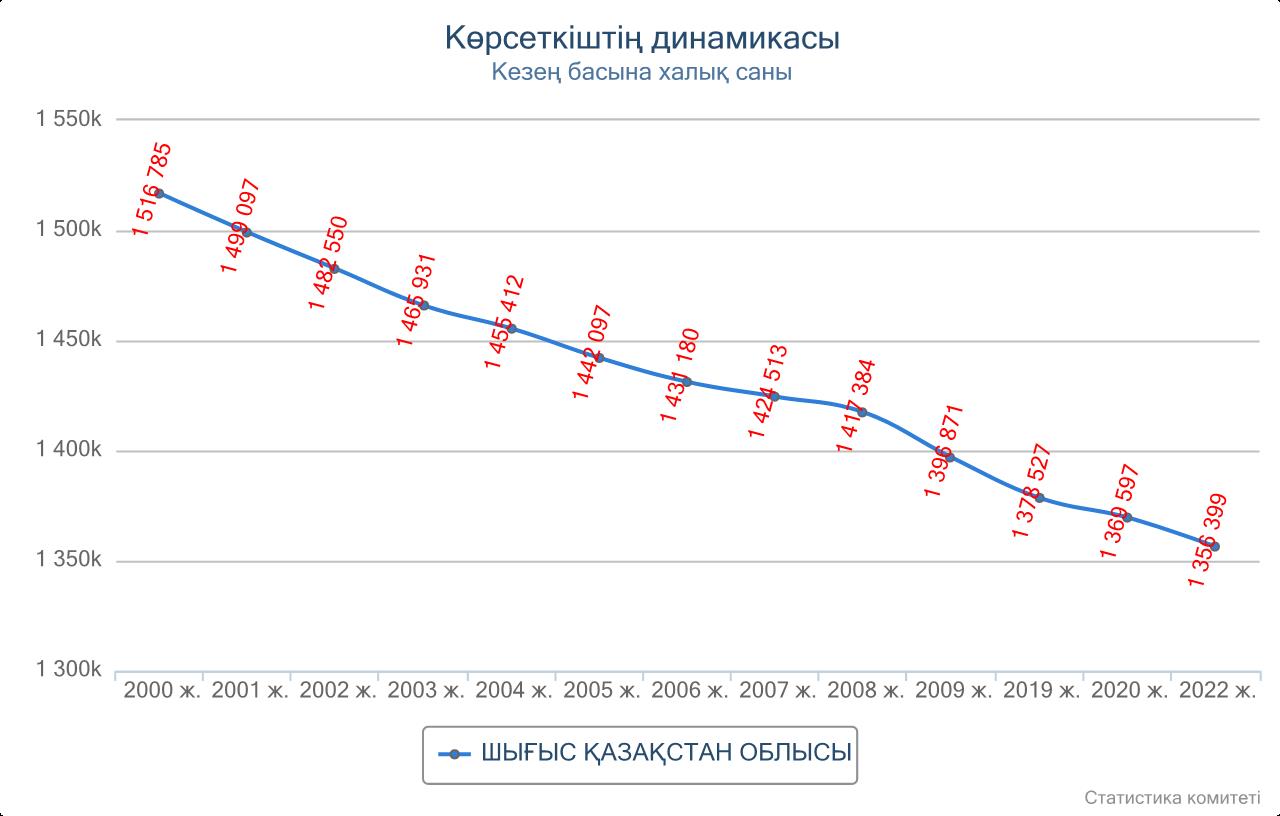 Көрсеткіштің динамикасы
Кезең басына халық саны
1 550k
1 500k
1 450k
1 400k
1 350k
1 300k
1 516 785
1 499 097
1 482 550
1 465 931
1 455 412
1 442 097
1 431 180
1 424 513
1 417 384
1 396 871
1 378 527
1 369 597
1 356 399
2000 ж. 2001 ж. 2002 ж. 2003 ж. 2004 ж. 2005 ж. 2006 ж. 2007 ж. 2008 ж. 2009 ж. 2019 ж. 2020 ж. 2022 ж.
ШЫҒЫС ҚАЗАҚСТАН ОБЛЫСЫ
Статистика комитеті